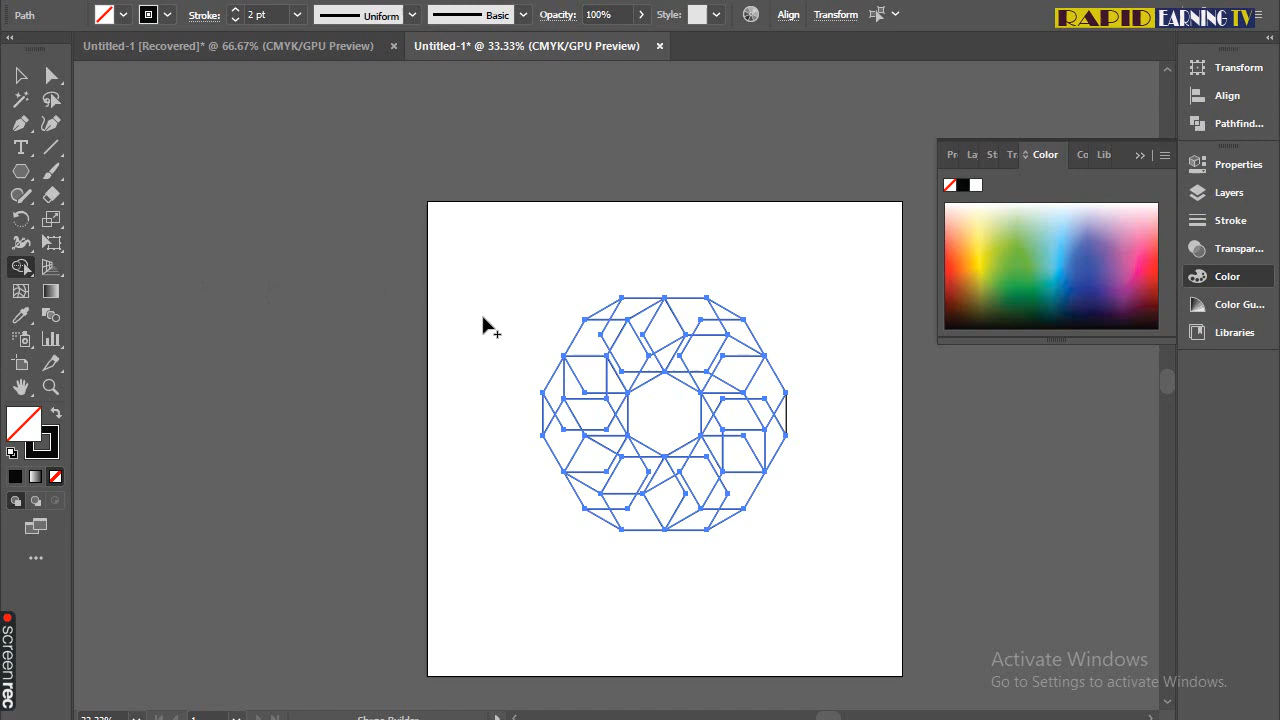 Path
Stroke:
2 pt
Uniform
Basic
Opacity:
100%
Style:
Align
Transform
RAPID EARNING TV
Untitled-1 [Recovered]* @ 66.67% (CMYK/GPU Preview)
×
Untitled-1* @ 33.33% (CMYK/GPU Preview)
×
Transform
Align
Pathfind...
Properties
Layers
Stroke
Transpar...
Color
Color Gu...
Libraries
Pr
La
St
Tr
Color
Co
Lib
screenrec
Activate Windows
Go to Settings to activate Windows.
33.33%
1
Shape Builder